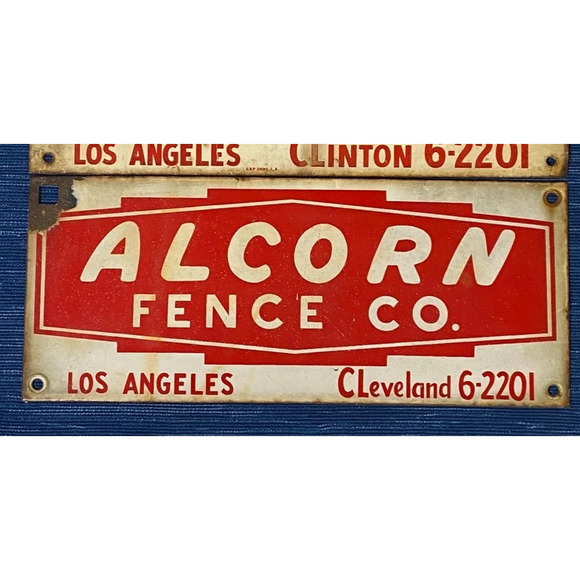 LOS ANGELES CLINTON 6-2201
ALCORN
FENCE CO.
LOS ANGELES CLeveland 6-2201